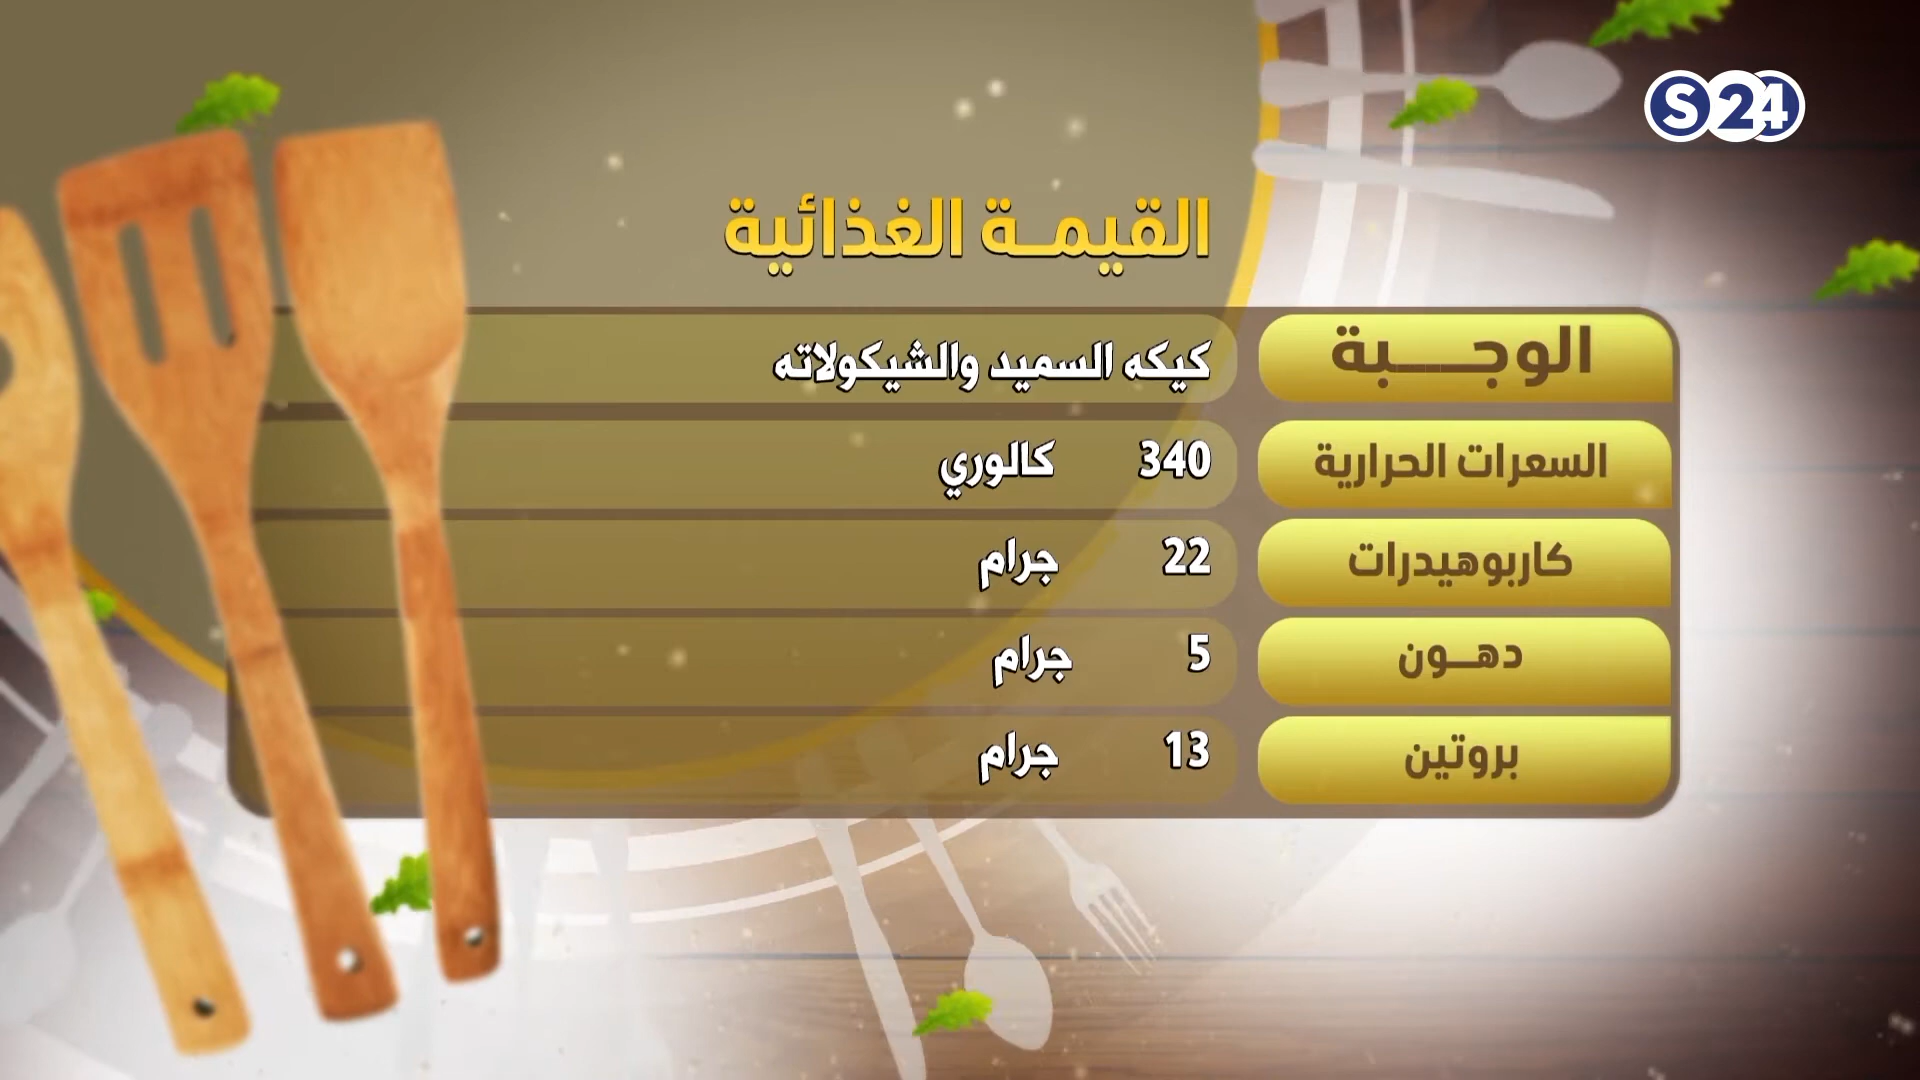 S24
القيمة الغذائية
الوجبة كيكه السميد والشيكولاته
السعرات الحرارية 340 كالوري
كاربوهيدرات 22 جرام
دهون 5 جرام
بروتين 13 جرام